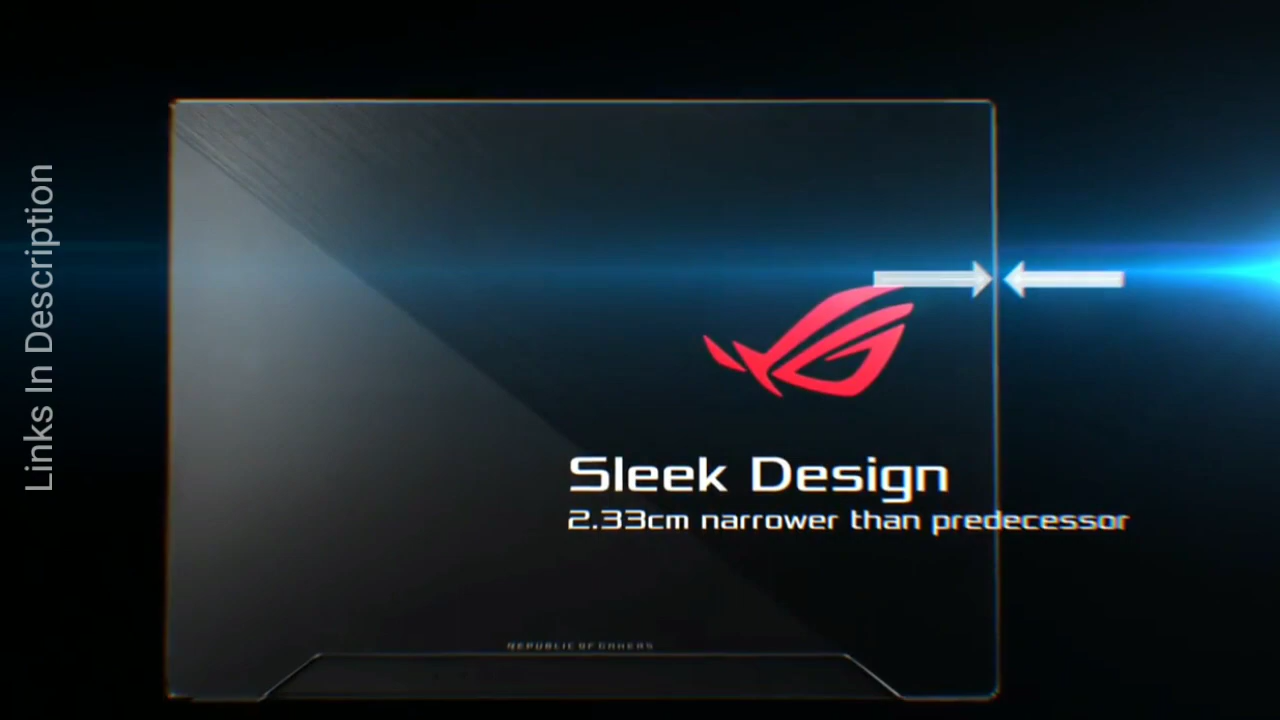 Links In Description
Sleek Design
2.33cm narrower than predecessor
REPUBLIC OF GAMERS